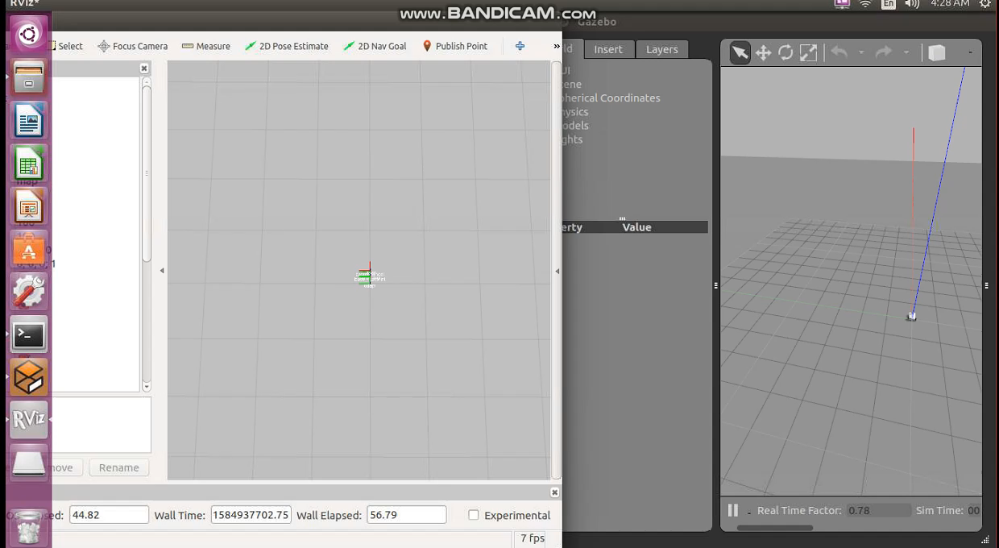 RViz*
www.BANDICAM.com
En
4:28 AM
Gazebo
Select
Focus Camera
Measure
2D Pose Estimate
2D Nav Goal
Publish Point
»
ld
Insert
Layers
UI
cene
pherical Coordinates
hysics
odels
ghts
erty
Value
map
0
1
RViz
move
Rename
sed:
44.82
Wall Time:
1584937702.75
Wall Elapsed:
56.79
Experimental
7 fps
Real Time Factor:
0.78
Sim Time:
00